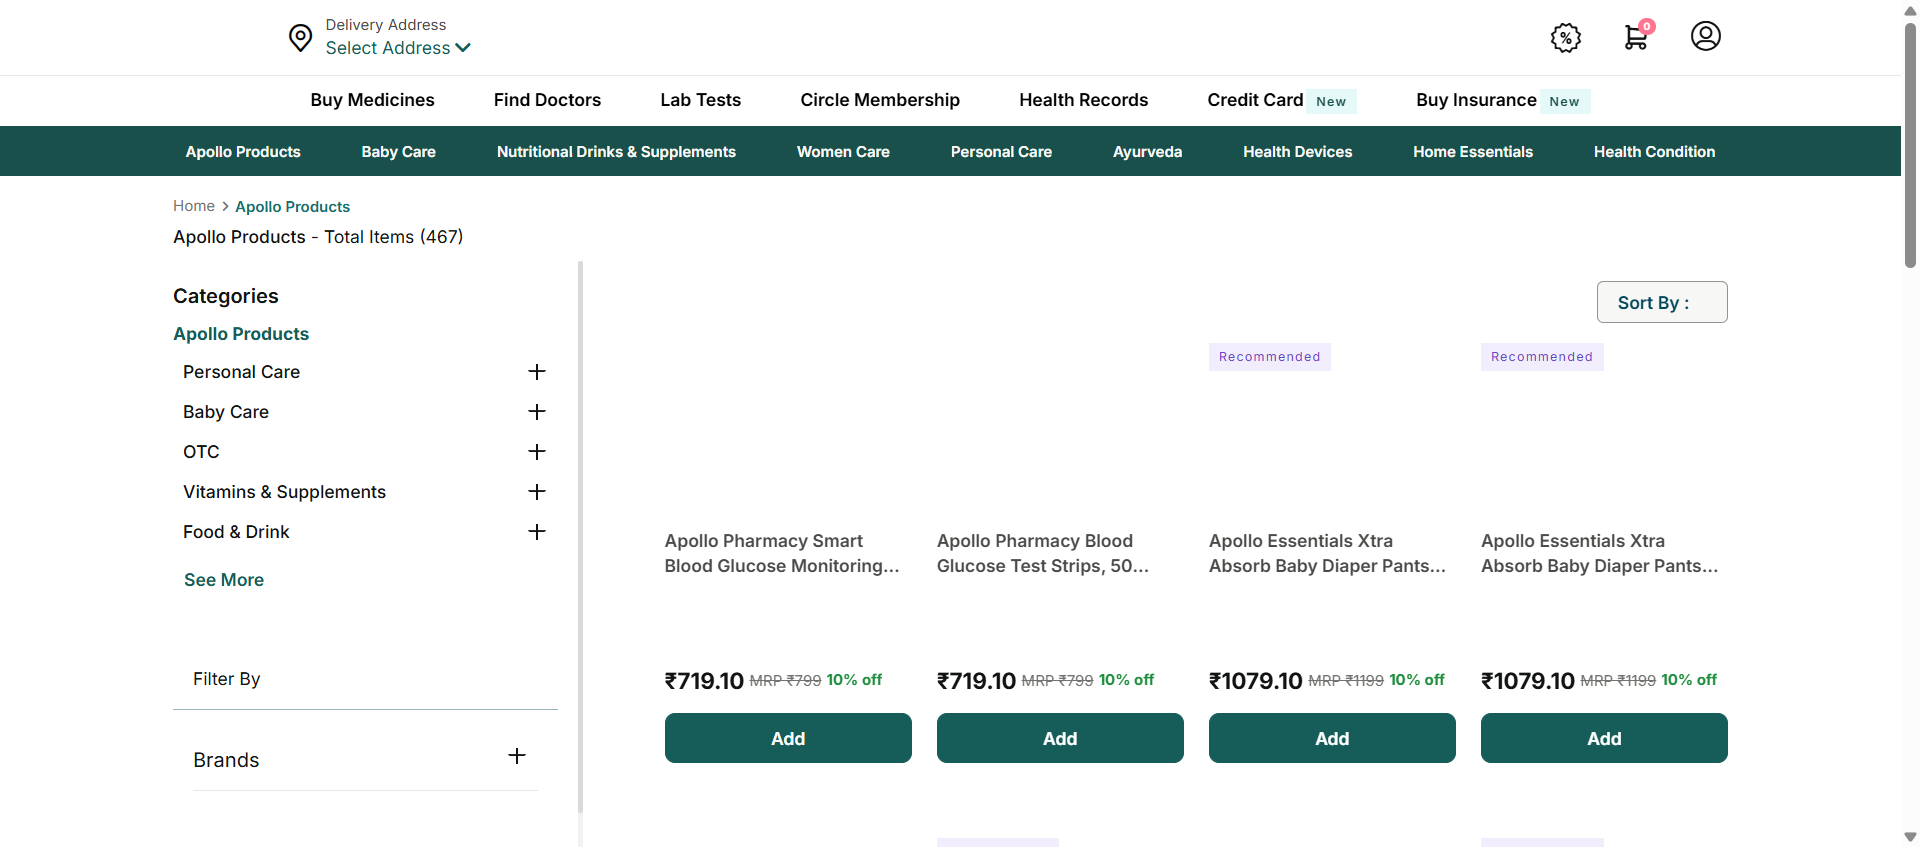 Delivery Address
Select Address
0
Buy Medicines Find Doctors Lab Tests Circle Membership Health Records Credit Card New Buy Insurance New
Apollo Products Baby Care Nutritional Drinks & Supplements Women Care Personal Care Ayurveda Health Devices Home Essentials Health Condition
Home > Apollo Products
Apollo Products - Total Items (467)
Categories
Apollo Products
Personal Care
Baby Care
OTC
Vitamins & Supplements
Food & Drink
See More
Filter By
Brands
Sort By :
Apollo Pharmacy Smart
Blood Glucose Monitoring...
₹719.10 MRP ₹799 10% off
Add
Apollo Pharmacy Blood
Glucose Test Strips, 50...
₹719.10 MRP ₹799 10% off
Add
Recommended
Apollo Essentials Xtra
Absorb Baby Diaper Pants...
₹1079.10 MRP ₹1199 10% off
Add
Recommended
Apollo Essentials Xtra
Absorb Baby Diaper Pants...
₹1079.10 MRP ₹1199 10% off
Add